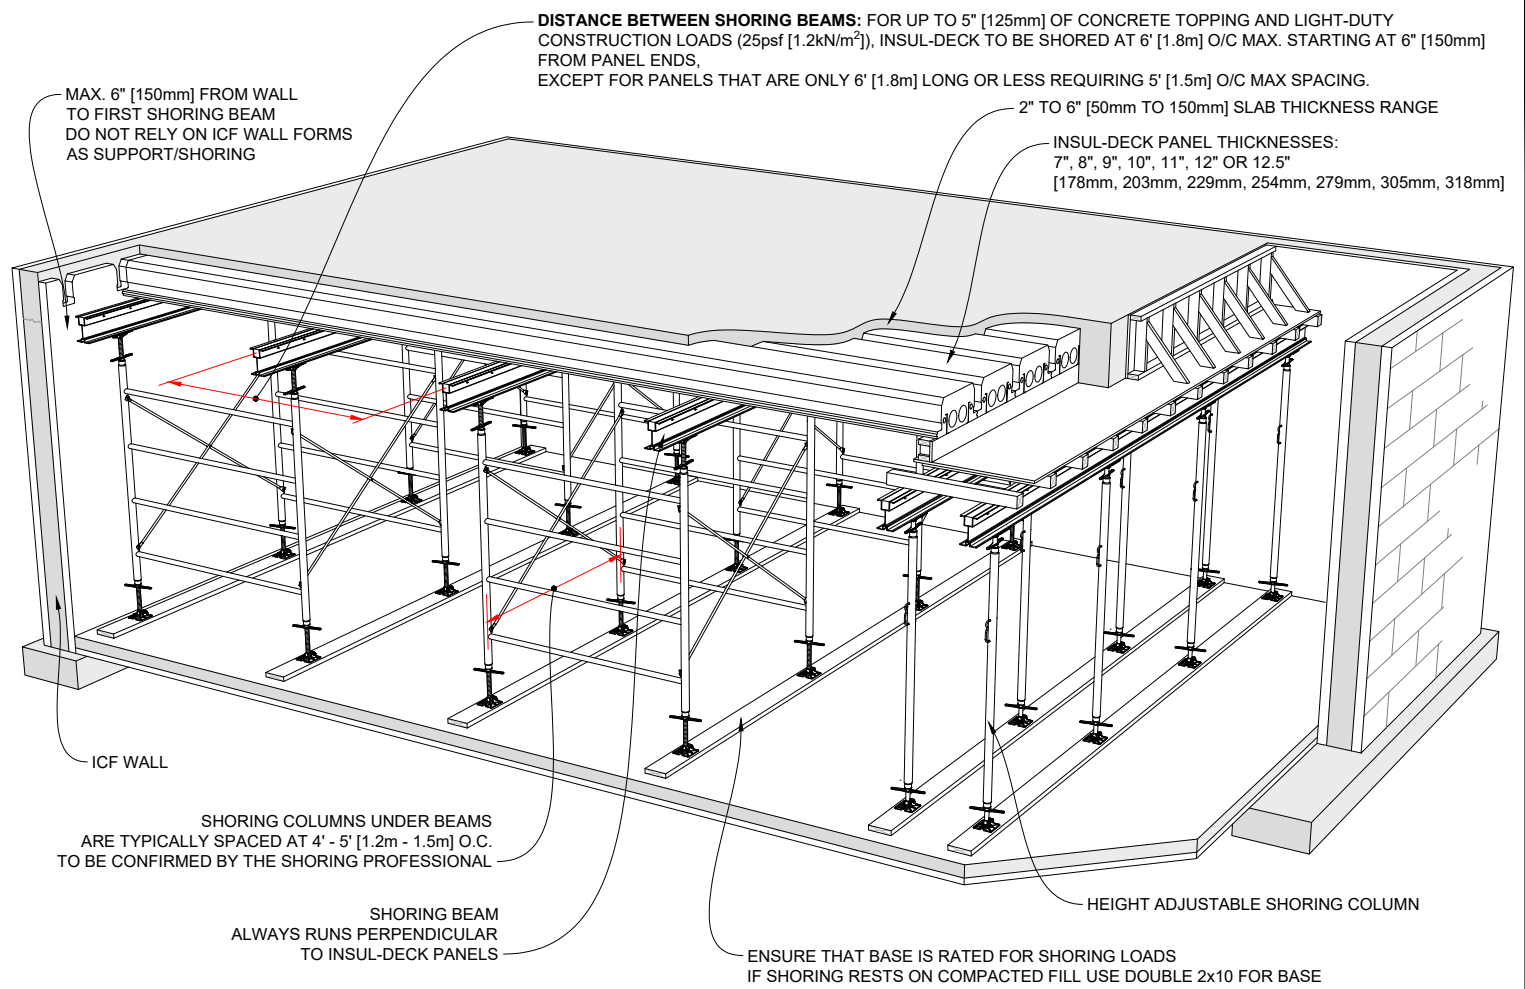 DISTANCE BETWEEN SHORING BEAMS: FOR UP TO 5" [125mm] OF CONCRETE TOPPING AND LIGHT-DUTY
CONSTRUCTION LOADS (25psf [1.2kN/m²]), INSUL-DECK TO BE SHORED AT 6' [1.8m] O/C MAX. STARTING AT 6" [150mm]
FROM PANEL ENDS,
EXCEPT FOR PANELS THAT ARE ONLY 6' [1.8m] LONG OR LESS REQUIRING 5' [1.5m] O/C MAX SPACING.
MAX. 6" [150mm] FROM WALL
TO FIRST SHORING BEAM
DO NOT RELY ON ICF WALL FORMS
AS SUPPORT/SHORING
2" TO 6" [50mm TO 150mm] SLAB THICKNESS RANGE
INSUL-DECK PANEL THICKNESSES:
7", 8", 9", 10", 11", 12" OR 12.5"
[178mm, 203mm, 229mm, 254mm, 279mm, 305mm, 318mm]
ICF WALL
SHORING COLUMNS UNDER BEAMS
ARE TYPICALLY SPACED AT 4' - 5' [1.2m - 1.5m] O.C.
TO BE CONFIRMED BY THE SHORING PROFESSIONAL
SHORING BEAM
ALWAYS RUNS PERPENDICULAR
TO INSUL-DECK PANELS
HEIGHT ADJUSTABLE SHORING COLUMN
ENSURE THAT BASE IS RATED FOR SHORING LOADS
IF SHORING RESTS ON COMPACTED FILL USE DOUBLE 2x10 FOR BASE